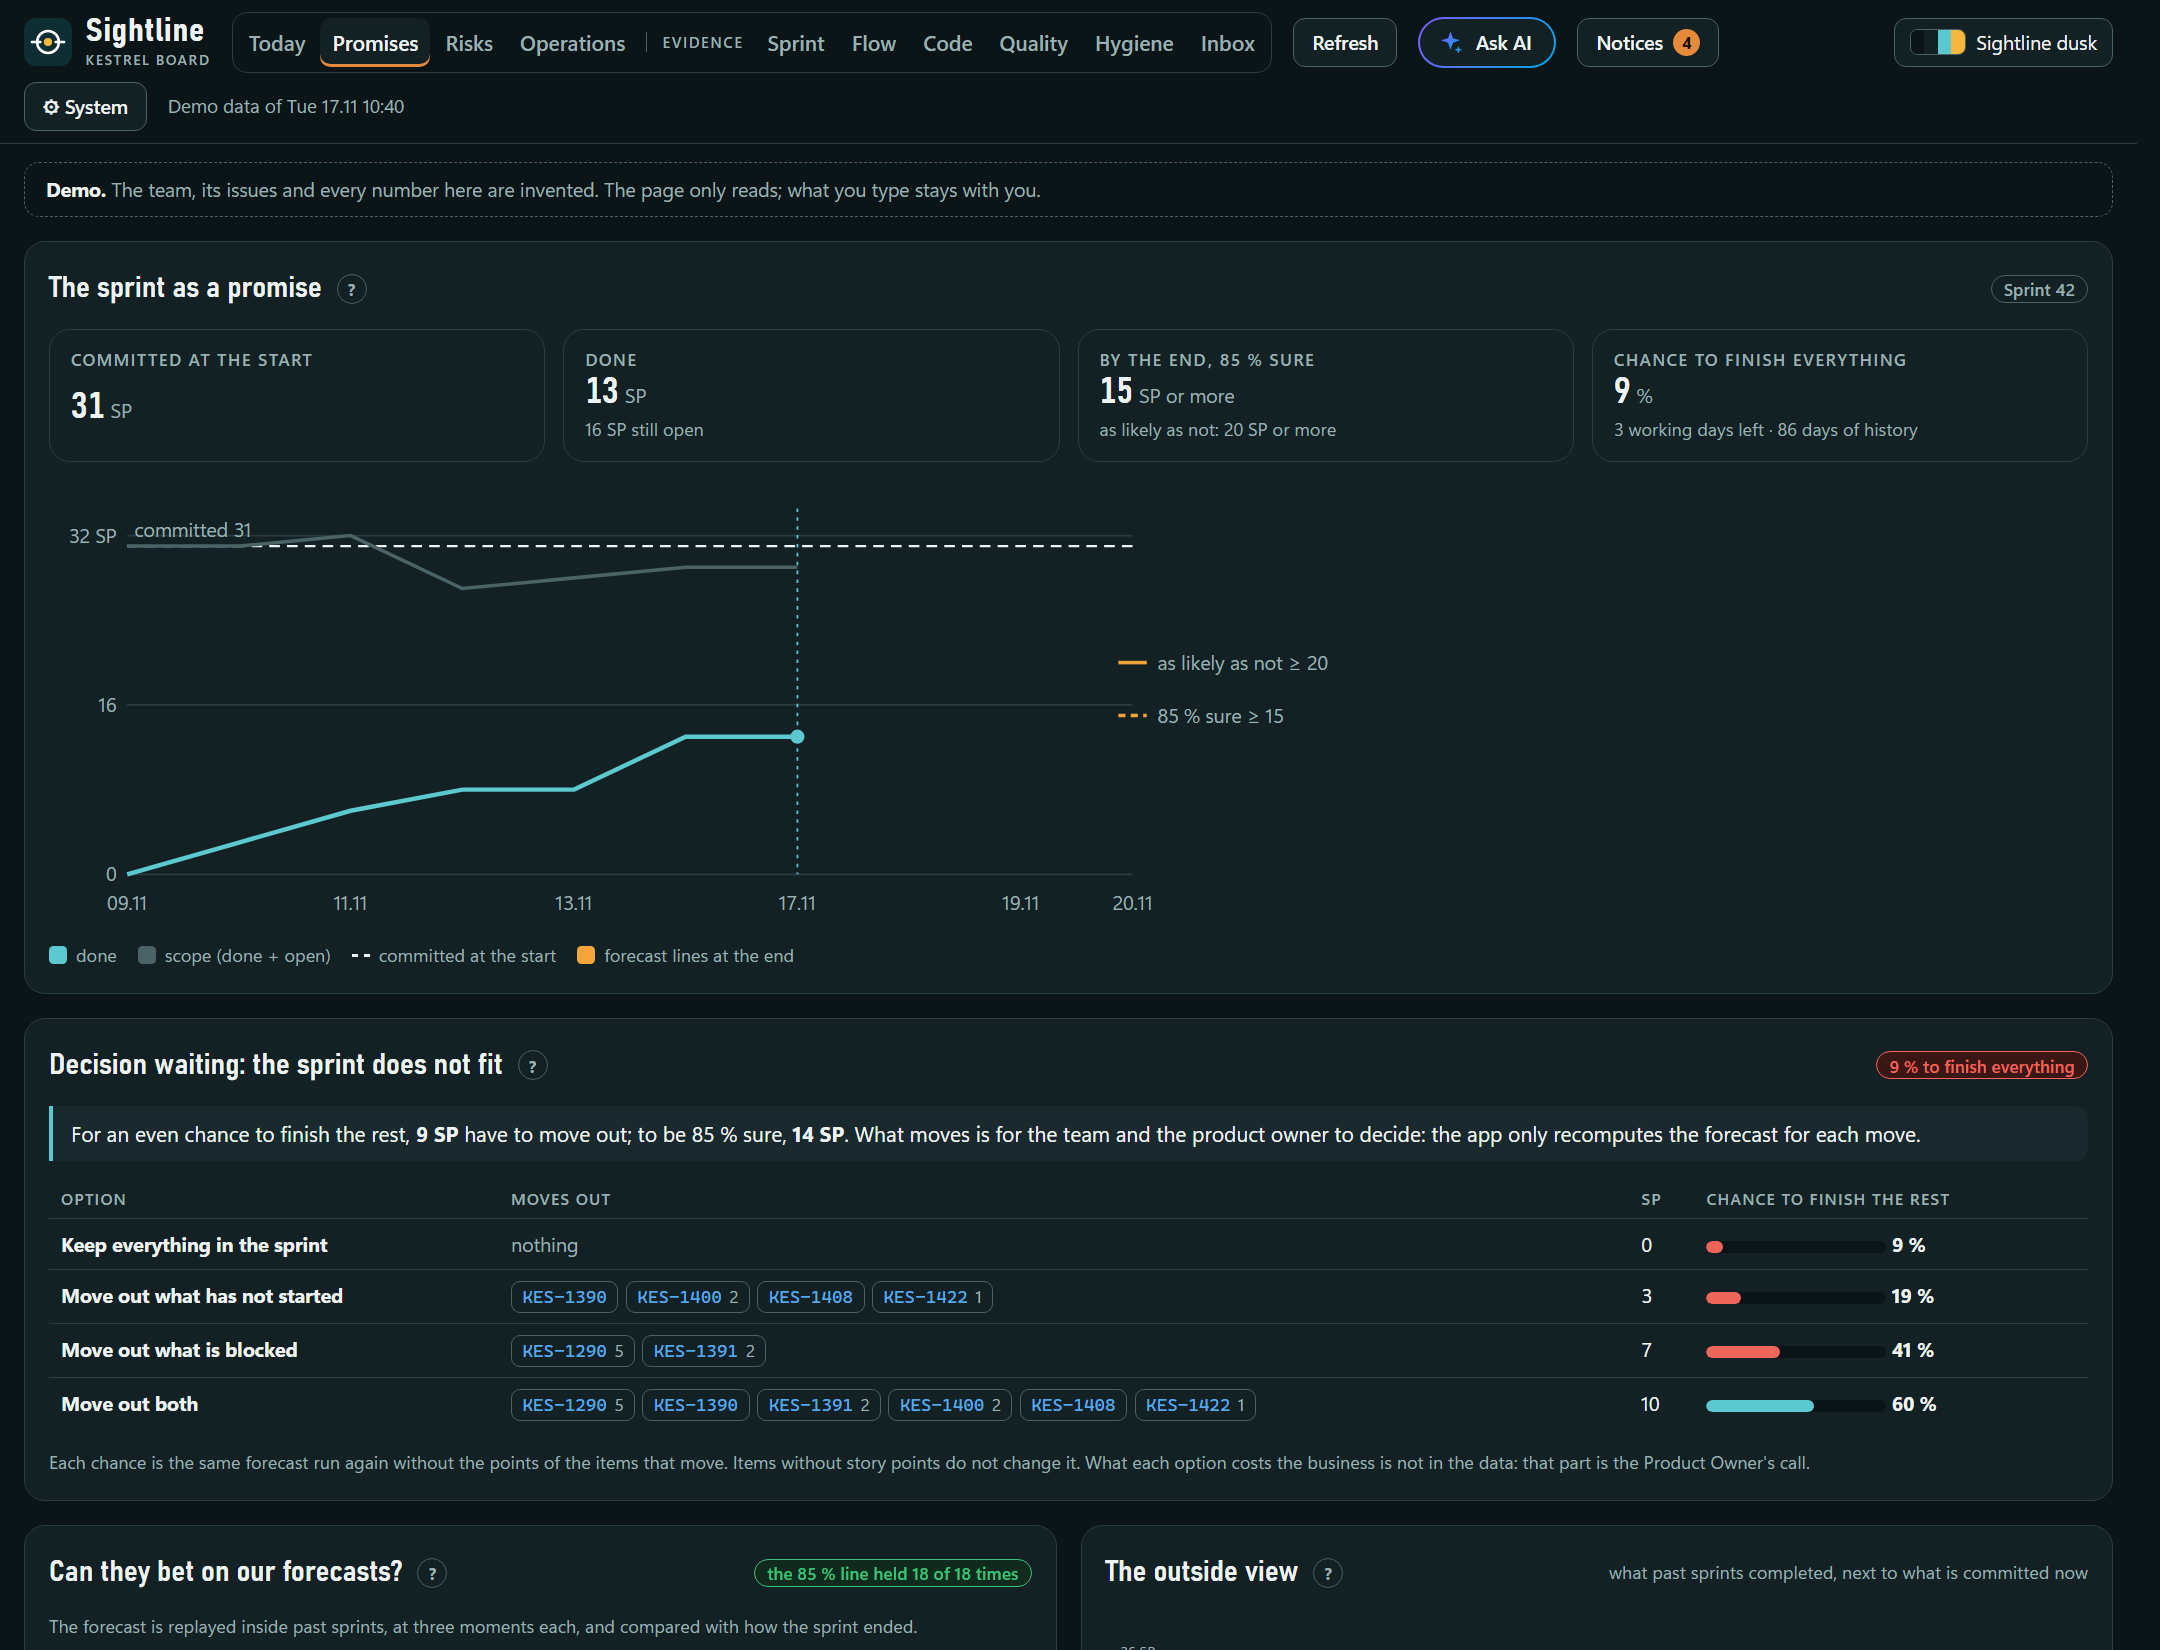 Sightline
KESTREL BOARD
Today Promises Risks Operations EVIDENCE Sprint Flow Code Quality Hygiene Inbox
Refresh
Ask AI
Notices 4
Sightline dusk
⚙ System
Demo data of Tue 17.11 10:40
Demo. The team, its issues and every number here are invented. The page only reads; what you type stays with you.
The sprint as a promise ?
Sprint 42
COMMITTED AT THE START
31 SP
DONE
13 SP
16 SP still open
BY THE END, 85 % SURE
15 SP or more
as likely as not: 20 SP or more
CHANCE TO FINISH EVERYTHING
9 %
3 working days left · 86 days of history
32 SP
committed 31
as likely as not ≥ 20
16
85 % sure ≥ 15
0
09.11 11.11 13.11 17.11 19.11 20.11
done scope (done + open) committed at the start forecast lines at the end
Decision waiting: the sprint does not fit ?
9 % to finish everything
For an even chance to finish the rest, 9 SP have to move out; to be 85 % sure, 14 SP. What moves is for the team and the product owner to decide: the app only recomputes the forecast for each move.
OPTION MOVES OUT SP CHANCE TO FINISH THE REST
Keep everything in the sprint nothing 0 9 %
Move out what has not started KES-1390 KES-1400 2 KES-1408 KES-1422 1 3 19 %
Move out what is blocked KES-1290 5 KES-1391 2 7 41 %
Move out both KES-1290 5 KES-1390 KES-1391 2 KES-1400 2 KES-1408 KES-1422 1 10 60 %
Each chance is the same forecast run again without the points of the items that move. Items without story points do not change it. What each option costs the business is not in the data: that part is the Product Owner's call.
Can they bet on our forecasts? ?
the 85 % line held 18 of 18 times
The forecast is replayed inside past sprints, at three moments each, and compared with how the sprint ended.
The outside view ?
what past sprints completed, next to what is committed now